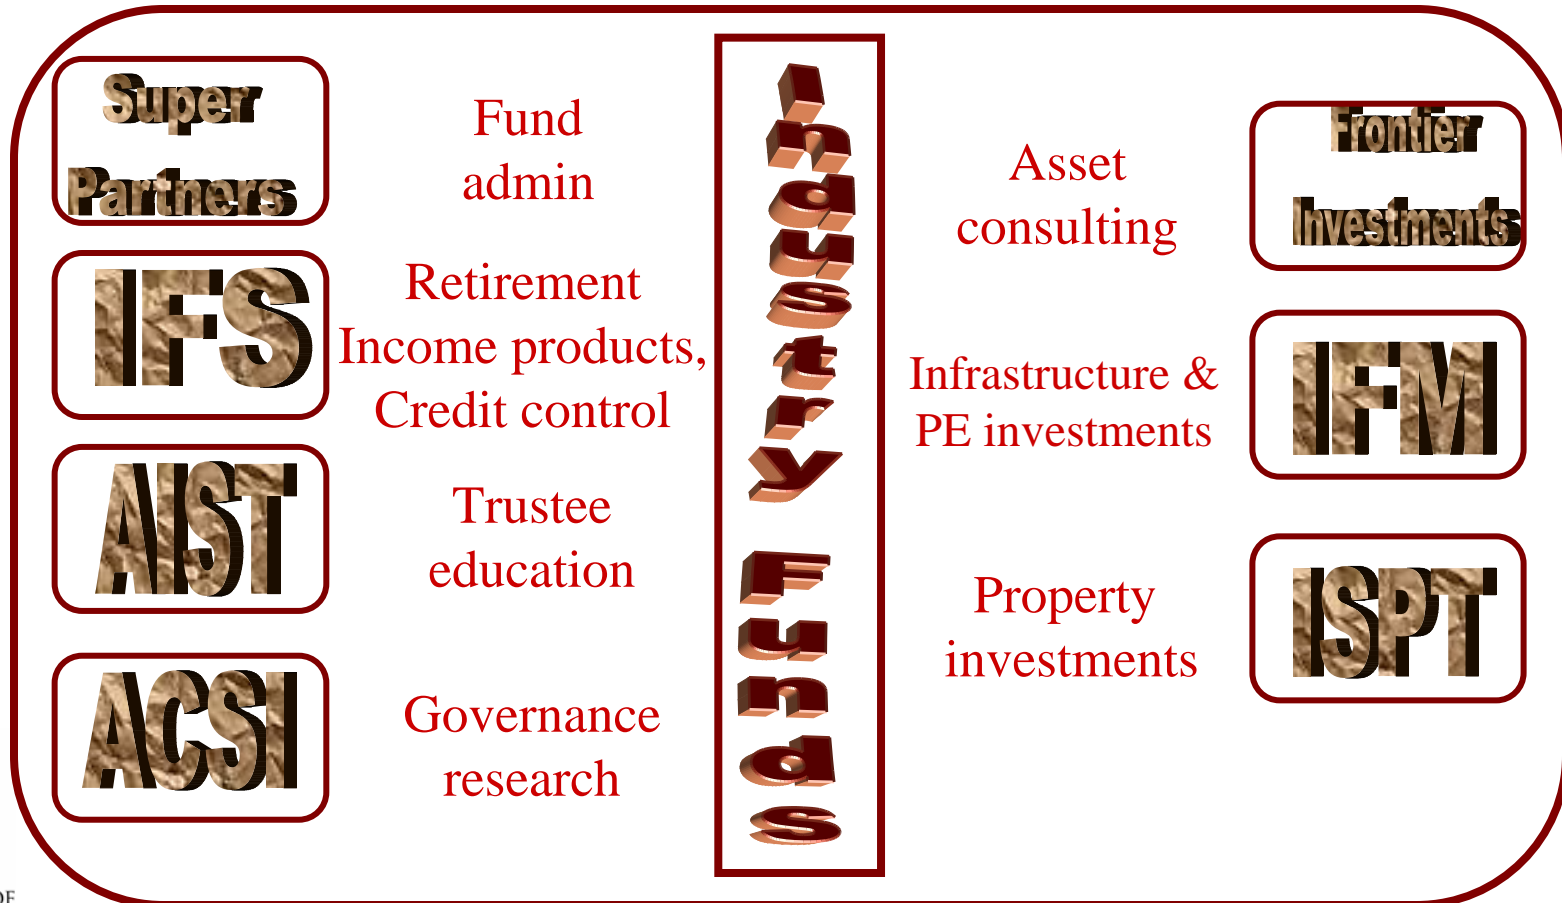 Super
Partners
Fund
admin
IFS
Retirement
Income products,
Credit control
AIST
Trustee
education
ACSI
Governance
research
Industry Funds
Asset
consulting
Frontier
Investments
Infrastructure &
PE investments
IFM
Property
investments
ISPT